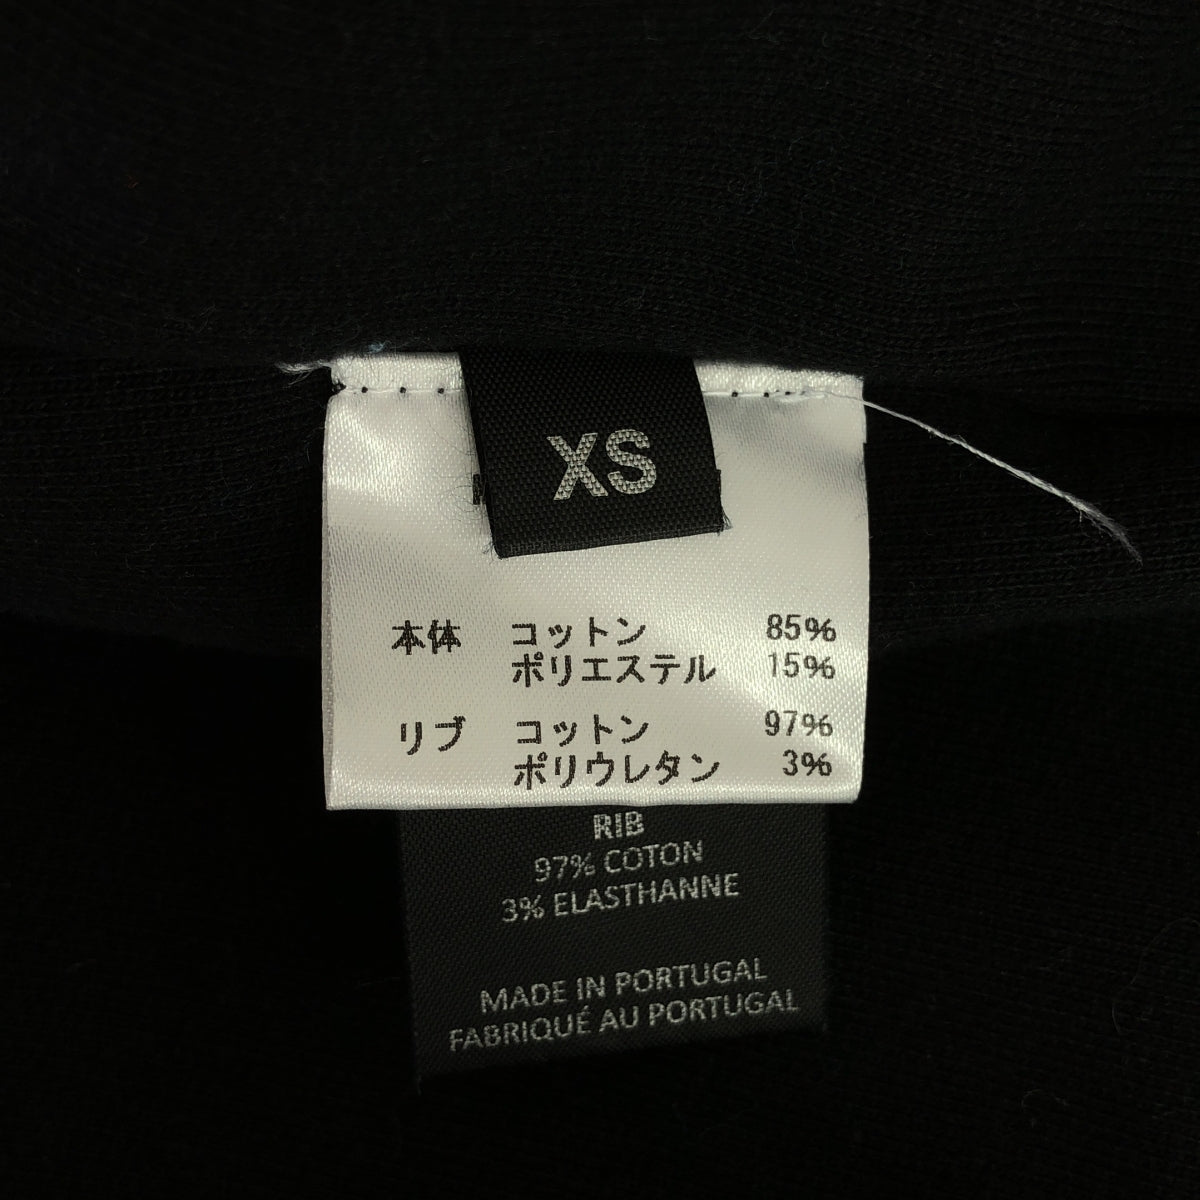 XS
本体 コットン 85%
ポリエステル 15%
リブ コットン 97%
ポリウレタン 3%
RIB
97% COTON
3% ELASTHANNE
MADE IN PORTUGAL
FABRIQUÉ AU PORTUGAL